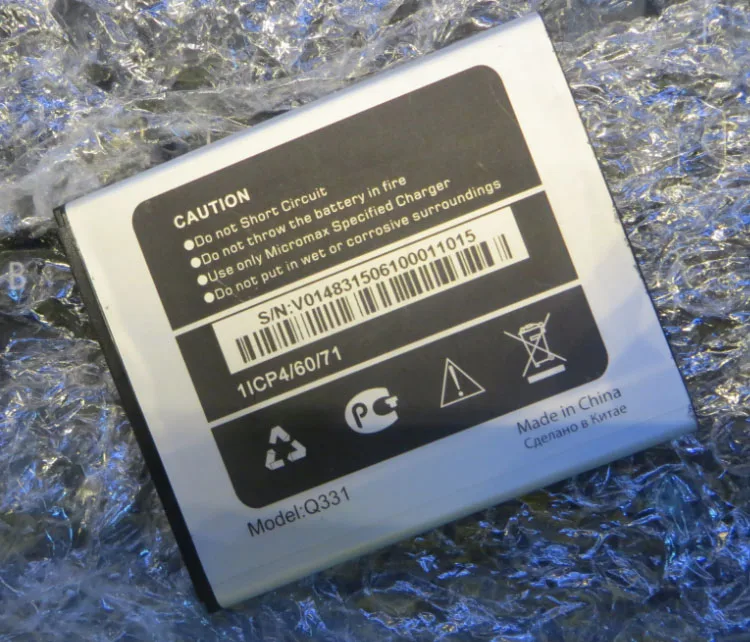 CAUTION
●Do not Short Circuit
●Do not throw the battery in fire
●Use only Micromax Specified Charger
●Do not put in wet or corrosive surroundings
S/N:V014831506100011015
1ICP4/60/71
PC
Made in China
Сделано в Китае
Model:Q331